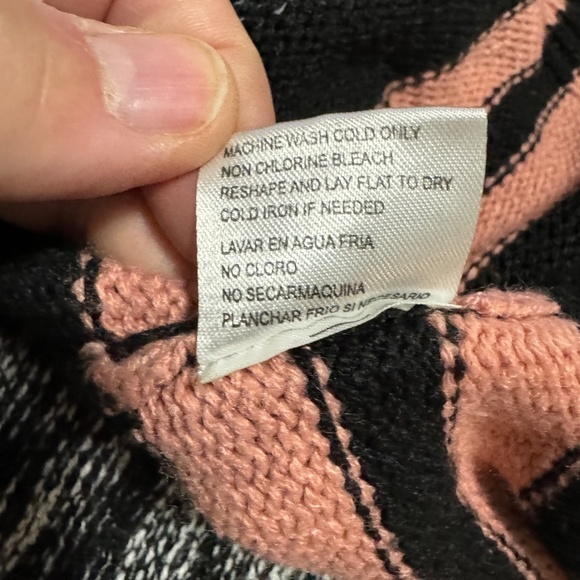 MACHINE WASH COLD ONLY
NON CHLORINE BLEACH
RESHAPE AND LAY FLAT TO DRY
COLD IRON IF NEEDED
LAVAR EN AGUA FRIA
NO CLORO
NO SECARMAQUINA
PLANCHAR FRIO SI NECESARIO